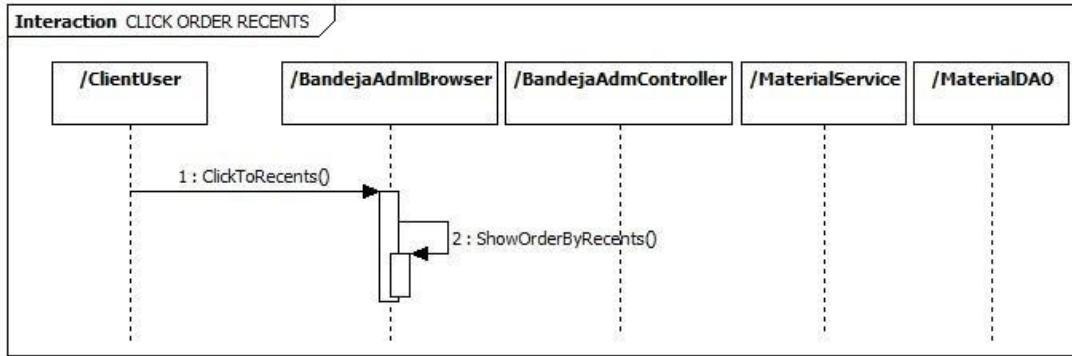 Interaction CLICK ORDER RECENTS
/ClientUser
/BandejaAdmlBrowser
/BandejaAdmController
/MaterialService
/MaterialDAO
1 : ClickToRecents()
2 : ShowOrderByRecents()